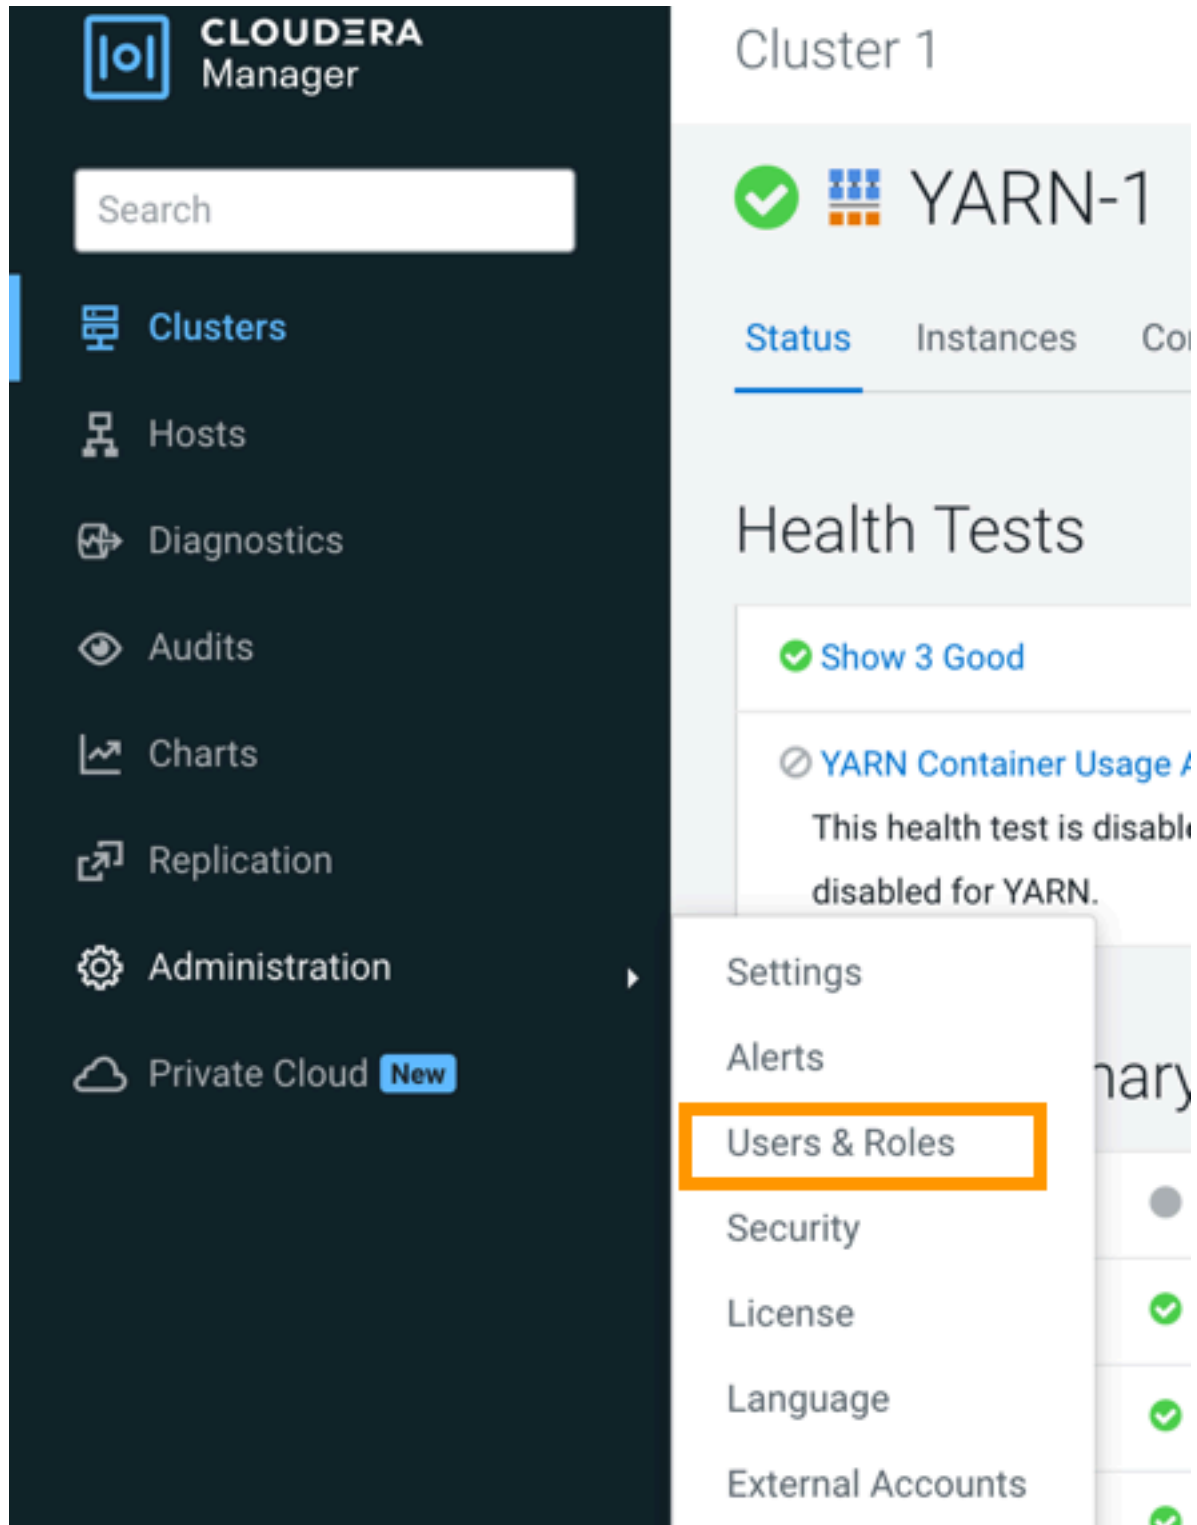 CLOUDERA
Manager
Search
Clusters
Hosts
Diagnostics
Audits
Charts
Replication
Administration
Private Cloud New
Cluster 1
YARN-1
Status Instances
Health Tests
Show 3 Good
YARN Container Usage
This health test is
disabled for YARN.
Settings
Alerts
Users & Roles
Security
License
Language
External Accounts